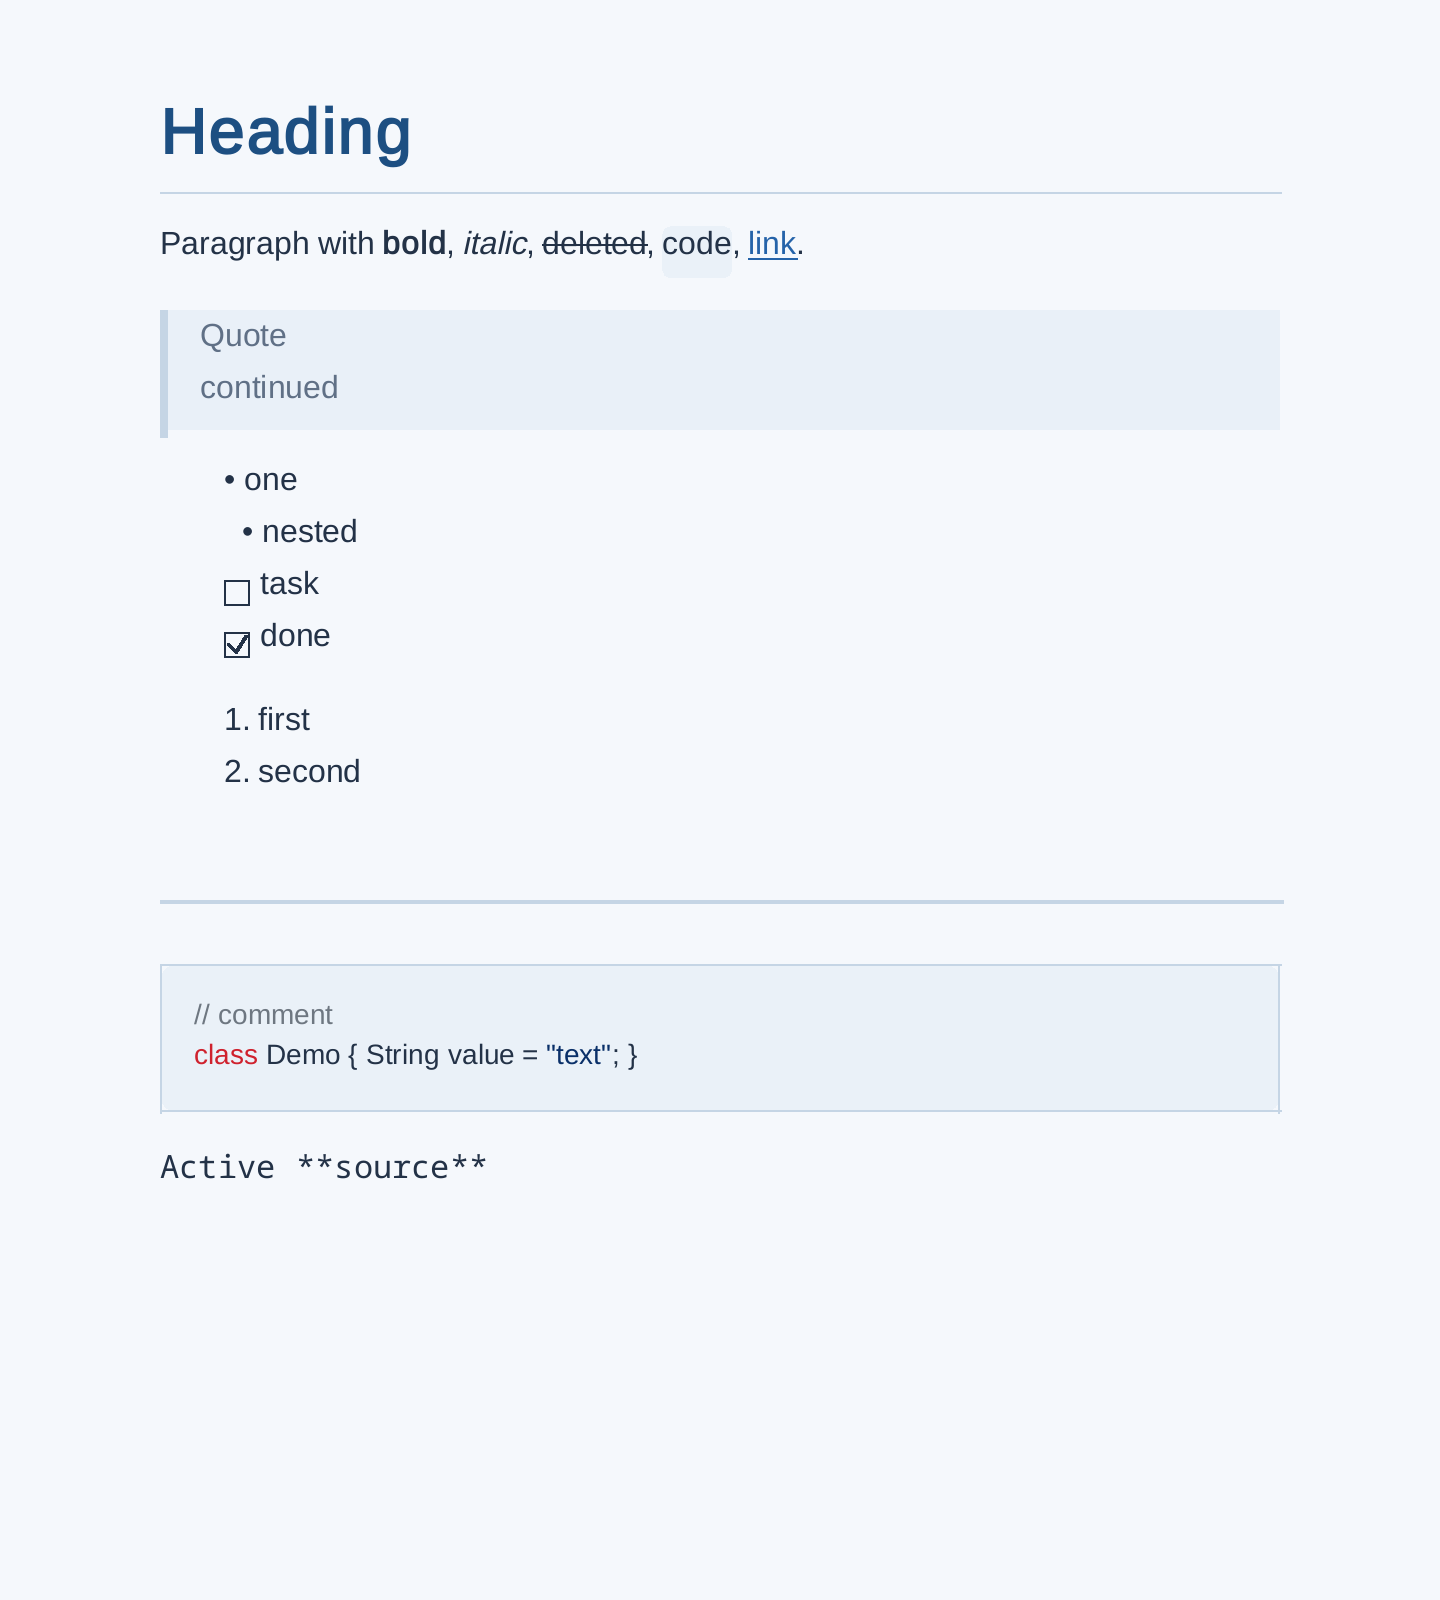 Heading
Paragraph with bold, italic, deleted, code, link.
Quote
continued
• one
• nested
☐ task
☑ done
1. first
2. second
// comment
class Demo { String value = "text"; }
Active **source**